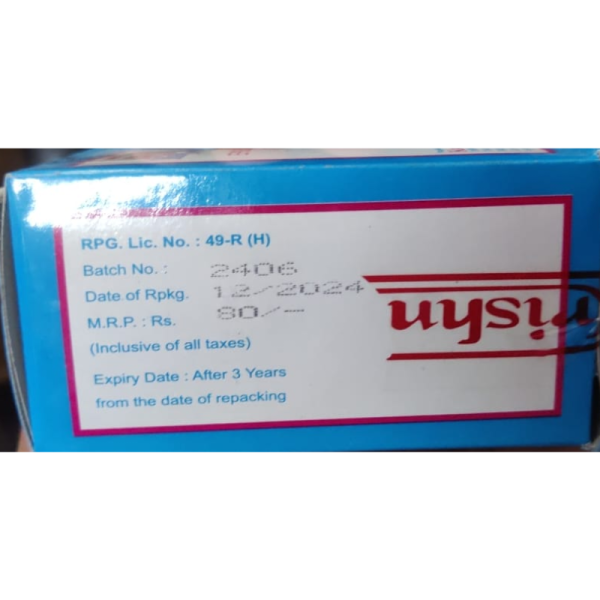 RPG. Lic. No. : 49-R (H)
Batch No. : 2406
Date of Rpkg. 12/2024
M.R.P. : Rs. 80/-
(Inclusive of all taxes)
Expiry Date : After 3 Years
from the date of repacking